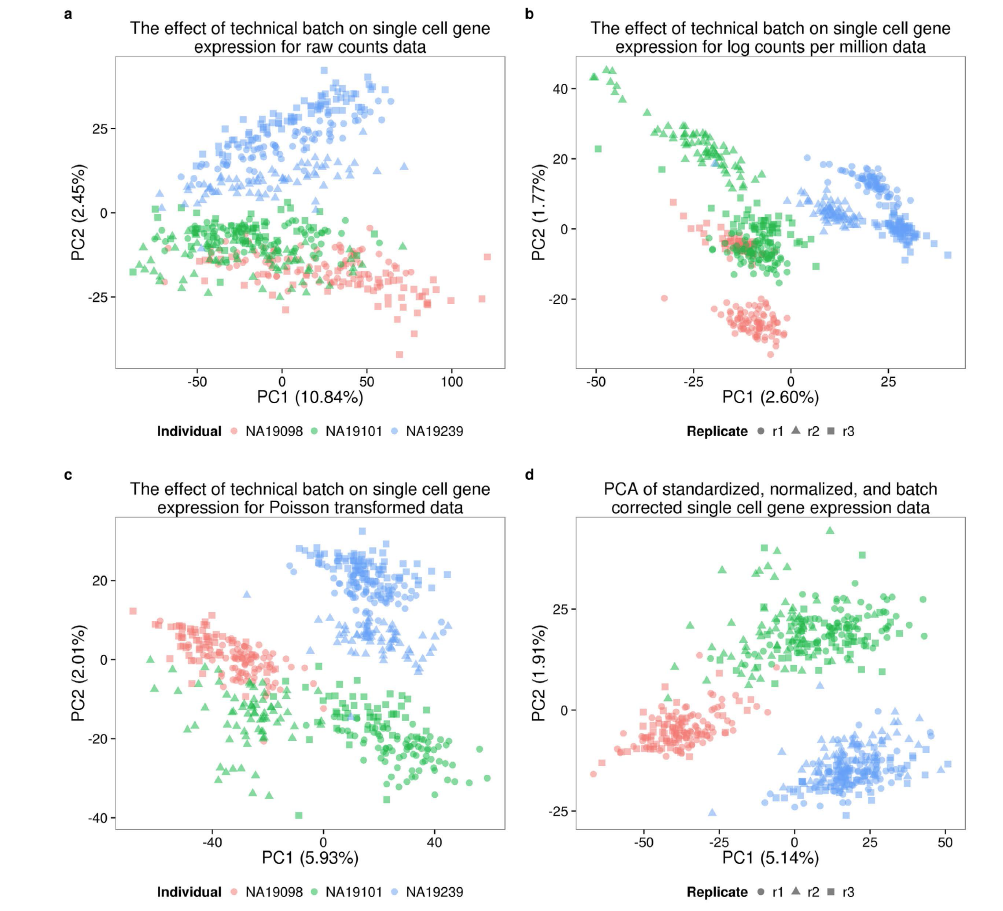 a
The effect of technical batch on single cell gene
expression for raw counts data
25
0
-25
PC2 (2.45%)
-50 0 50 100
PC1 (10.84%)
b
The effect of technical batch on single cell gene
expression for log counts per million data
40
20
0
-20
PC2 (1.77%)
-50 -25 0 25
PC1 (2.60%)
Individual NA19098 NA19101 NA19239
Replicate r1 r2 r3
c
The effect of technical batch on single cell gene
expression for Poisson transformed data
20
0
-20
-40
PC2 (2.01%)
-40 0 40
PC1 (5.93%)
d
PCA of standardized, normalized, and batch
corrected single cell gene expression data
25
0
-25
PC2 (1.91%)
-50 -25 0 25 50
PC1 (5.14%)
Individual NA19098 NA19101 NA19239
Replicate r1 r2 r3